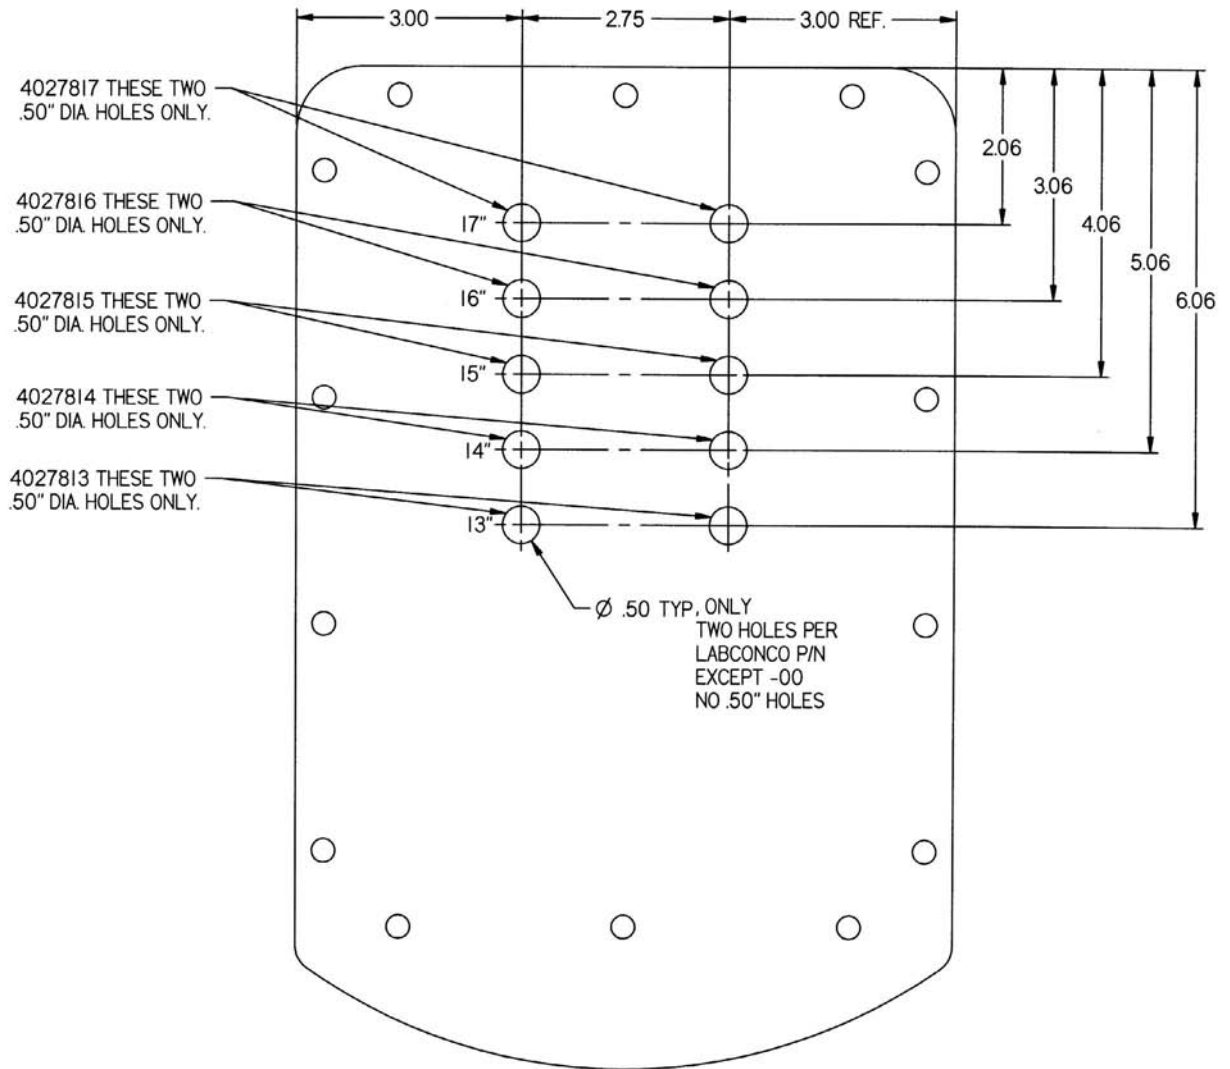 3.00
2.75
3.00 REF.
4027817 THESE TWO
.50" DIA. HOLES ONLY.
2.06
3.06
4027816 THESE TWO
.50" DIA. HOLES ONLY.
17"
4.06
5.06
6.06
4027815 THESE TWO
.50" DIA. HOLES ONLY.
16"
15"
4027814 THESE TWO
.50" DIA. HOLES ONLY.
14"
4027813 THESE TWO
.50" DIA. HOLES ONLY.
13"
Ø .50 TYP, ONLY
TWO HOLES PER
LABCONCO P/N
EXCEPT -00
NO .50" HOLES